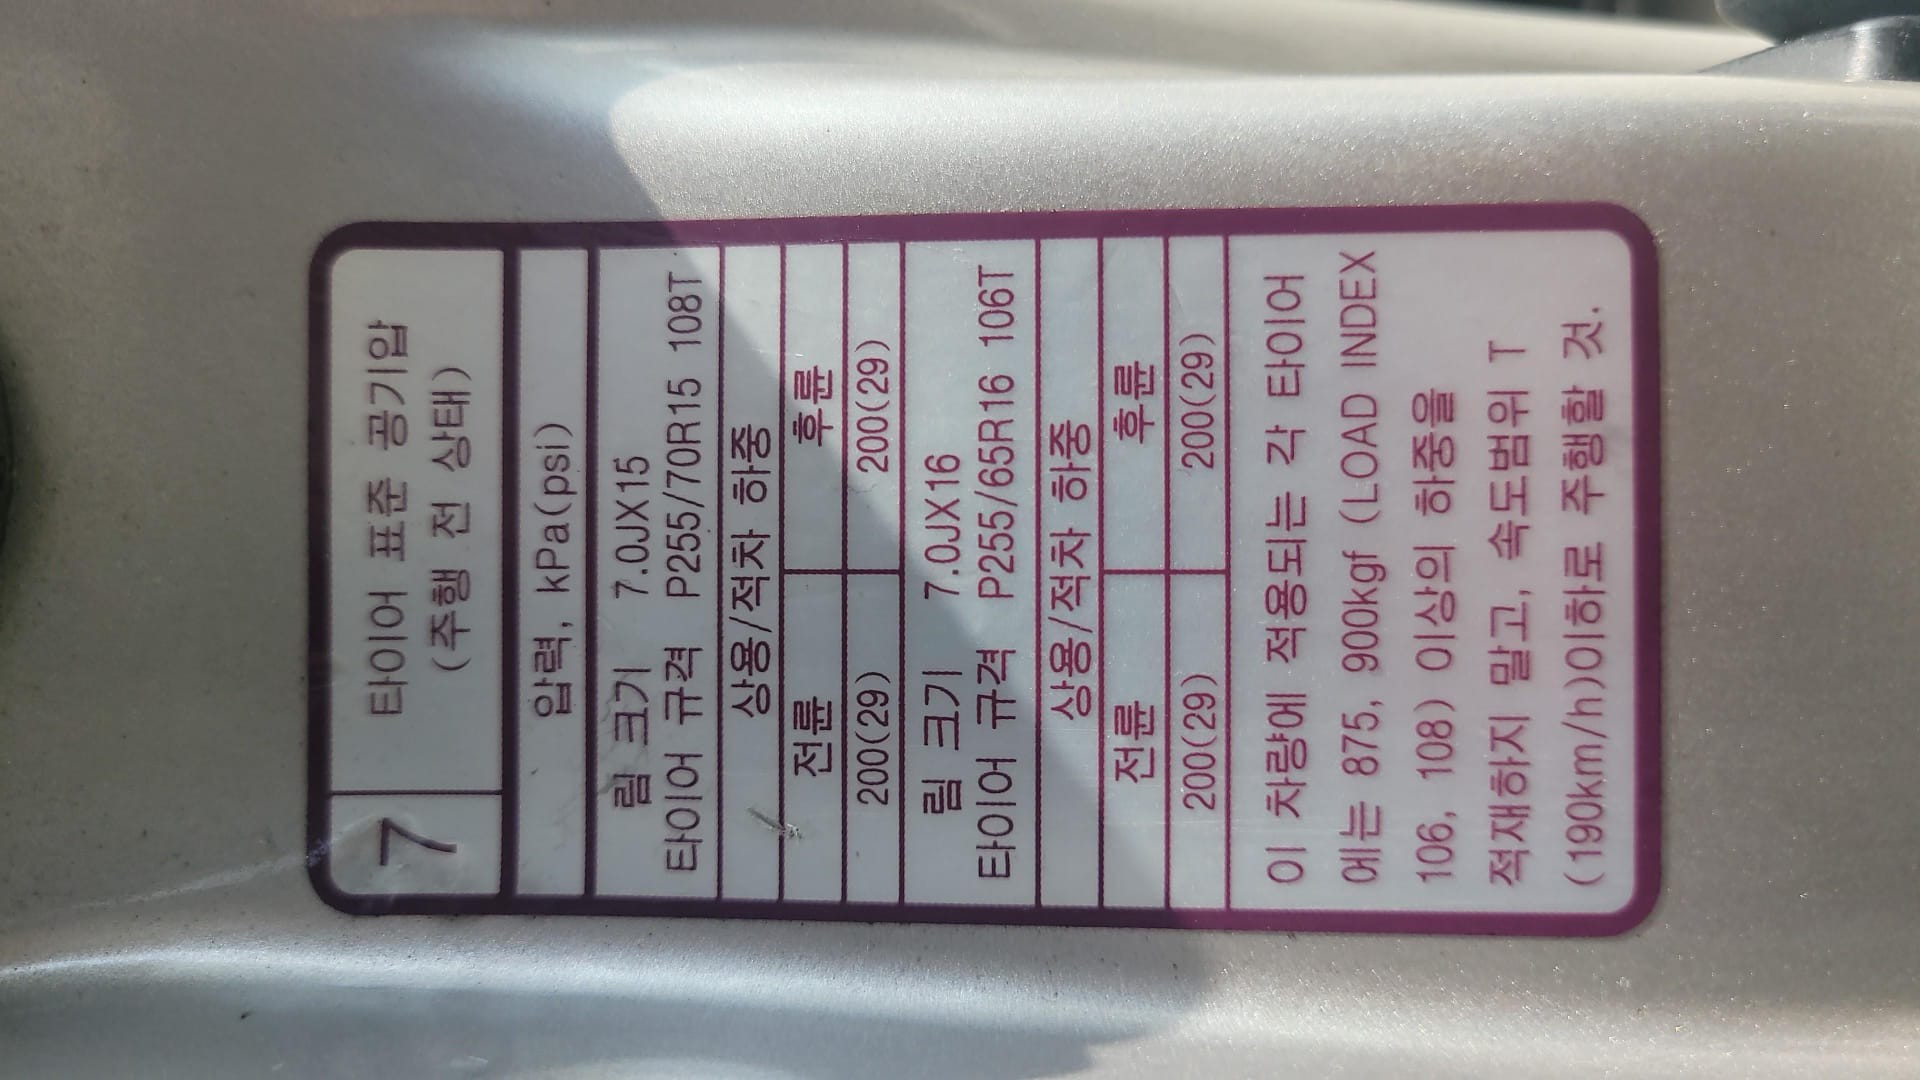 7 타이어 표준 공기압
(주행 전 상태)
압력, kPa(psi)
림 크기 7.0JX15
타이어 규격 P255/70R15 108T
상용/적차 하중
전륜 후륜
200(29) 200(29)
림 크기 7.0JX16
타이어 규격 P255/65R16 106T
상용/적차 하중
전륜 후륜
200(29) 200(29)
이 차량에 적용되는 각 타이어
에는 875, 900kgf (LOAD INDEX
106, 108) 이상의 하중을
적재하지 말고, 속도범위 T
(190km/h)이하로 주행할 것.